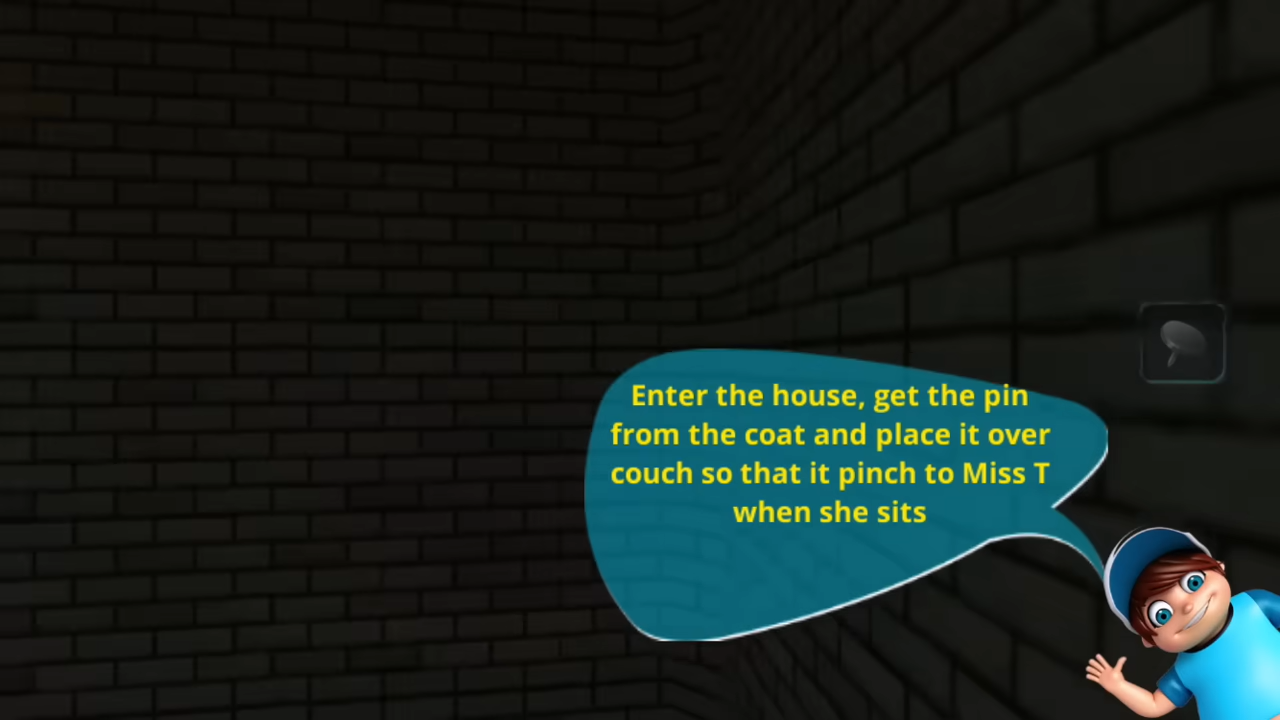 Enter the house, get the pin
from the coat and place it over
couch so that it pinch to Miss T
when she sits